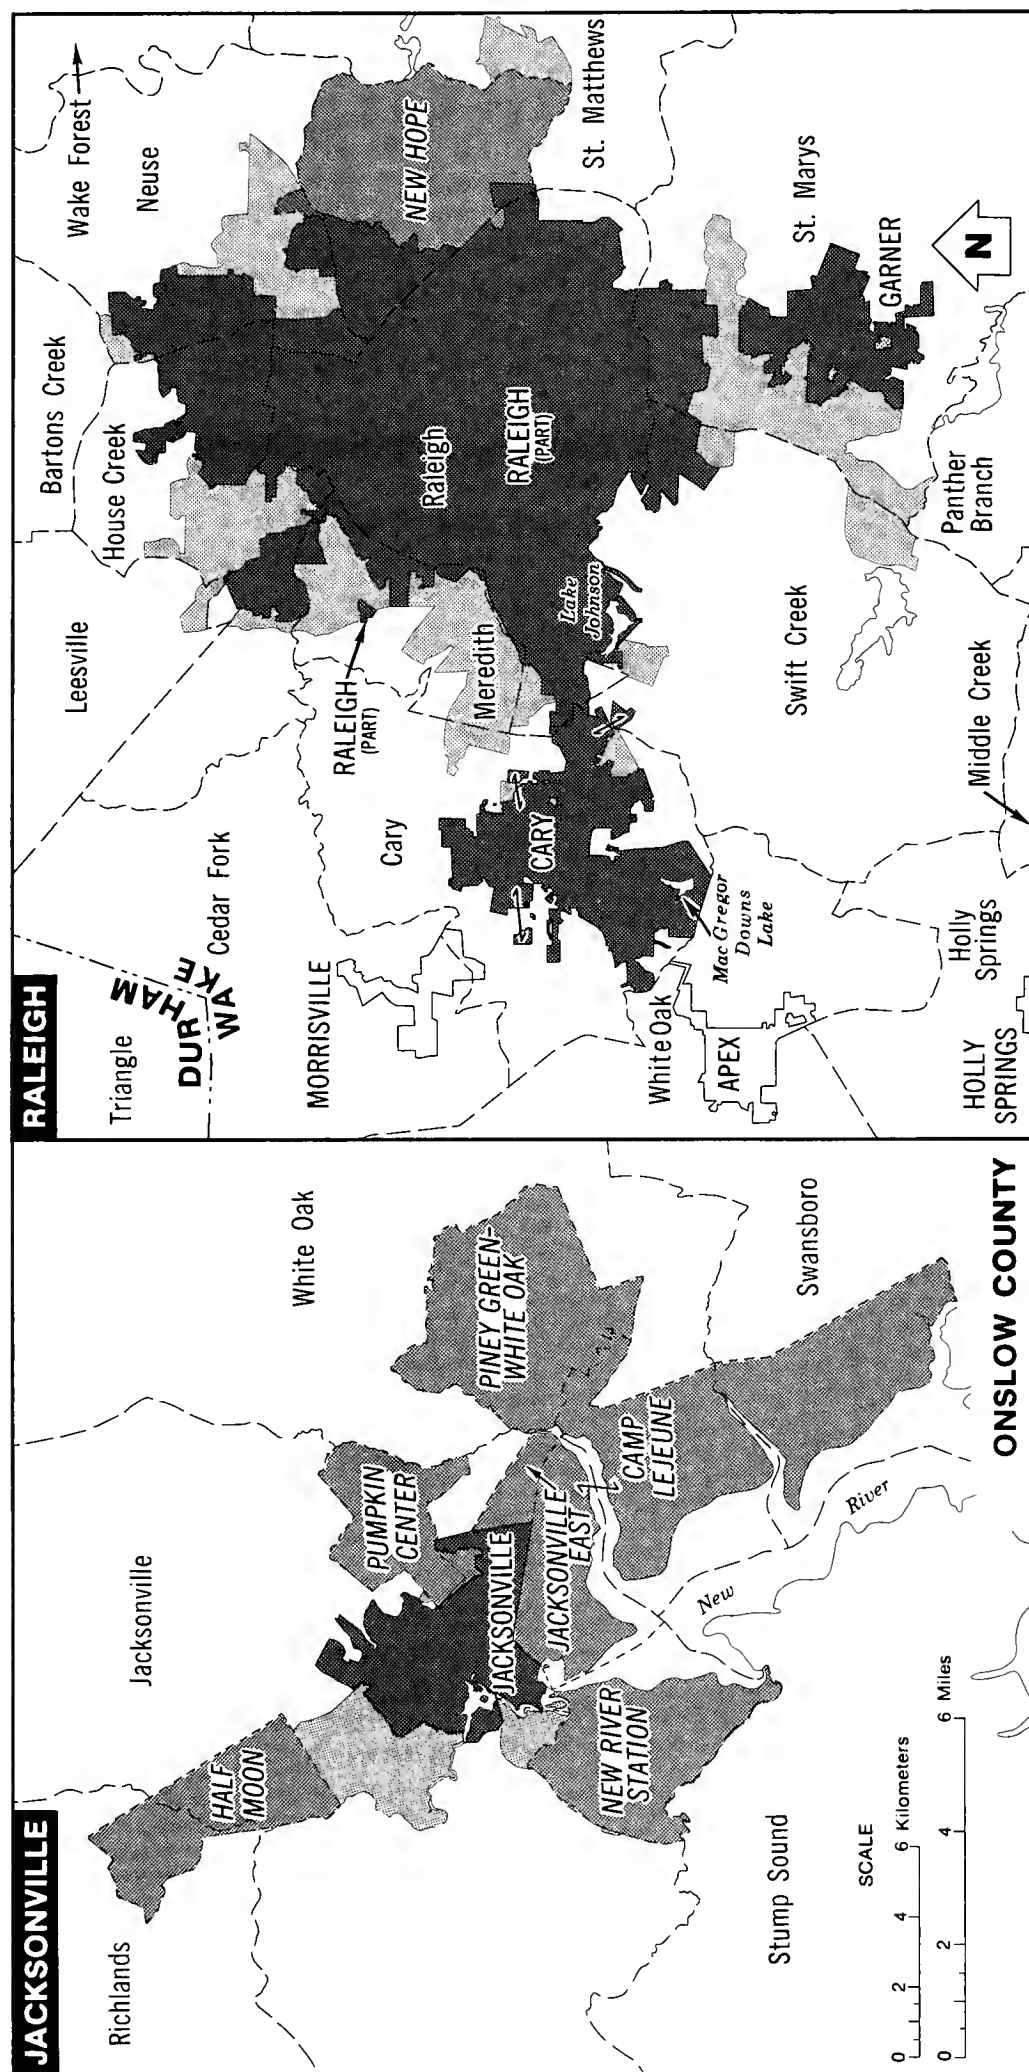 JACKSONVILLE
Richlands
Jacksonville
White Oak
HALF
MOON
PUMPKIN
CENTER
PINEY GREEN-
WHITE OAK
JACKSONVILLE
JACKSONVILLE
EAST
NEW RIVER
STATION
CAMP
LEJEUNE
New
River
Stump Sound
Swansboro
SCALE
0 2 4 6 Kilometers
0 2 4 6 Miles
ONSLOW COUNTY
RALEIGH
Triangle
DURHAM
WAKE
Cedar Fork
Leesville
Bartons Creek
House Creek
Wake Forest
Neuse
MORRISVILLE
Cary
RALEIGH
(PART)
Meredith
Raleigh
NEW HOPE
CARY
RALEIGH
(PART)
Lake
Johnson
St. Matthews
White Oak
APEX
Mac Gregor
Downs
Lake
Swift Creek
St. Marys
GARNER
Panther
Branch
HOLLY
SPRINGS
Holly
Springs
Middle Creek
N